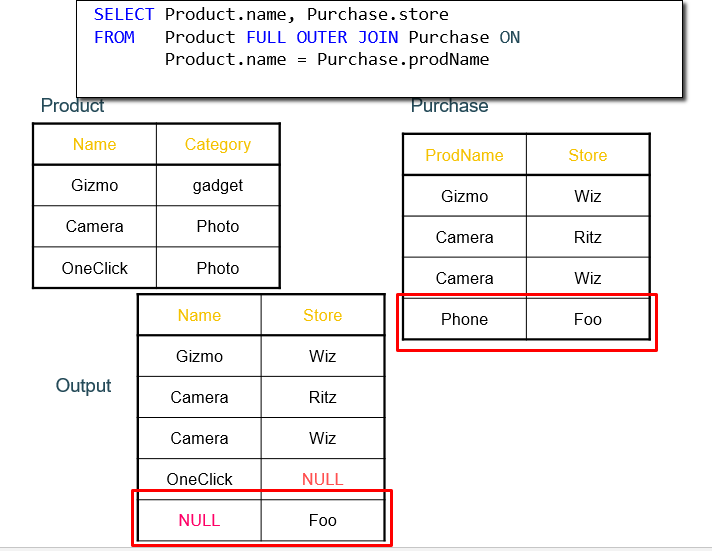 SELECT Product.name, Purchase.store
FROM   Product FULL OUTER JOIN Purchase ON
       Product.name = Purchase.prodName
Product
Name Category
Gizmo gadget
Camera Photo
OneClick Photo
Purchase
ProdName Store
Gizmo Wiz
Camera Ritz
Camera Wiz
Phone Foo
Output
Name Store
Gizmo Wiz
Camera Ritz
Camera Wiz
OneClick NULL
NULL Foo